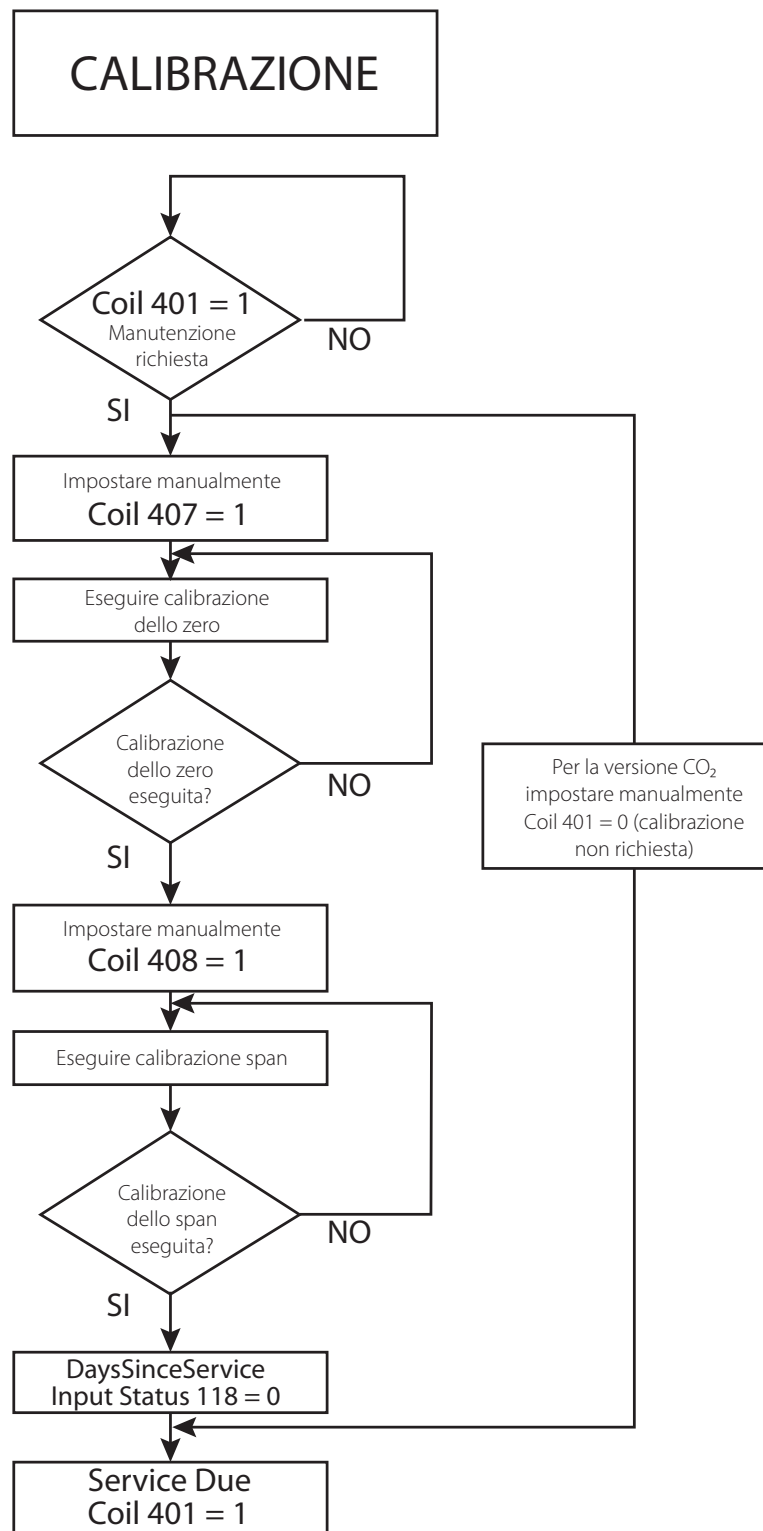 CALIBRAZIONE
Coil 401 = 1
Manutenzione
richiesta
NO
SI
Impostare manualmente
Coil 407 = 1
Eseguire calibrazione
dello zero
Calibrazione
dello zero
eseguita?
NO
SI
Per la versione CO₂
impostare manualmente
Coil 401 = 0 (calibrazione
non richiesta)
Impostare manualmente
Coil 408 = 1
Eseguire calibrazione span
Calibrazione
dello span
eseguita?
NO
SI
DaysSinceService
Input Status 118 = 0
Service Due
Coil 401 = 1